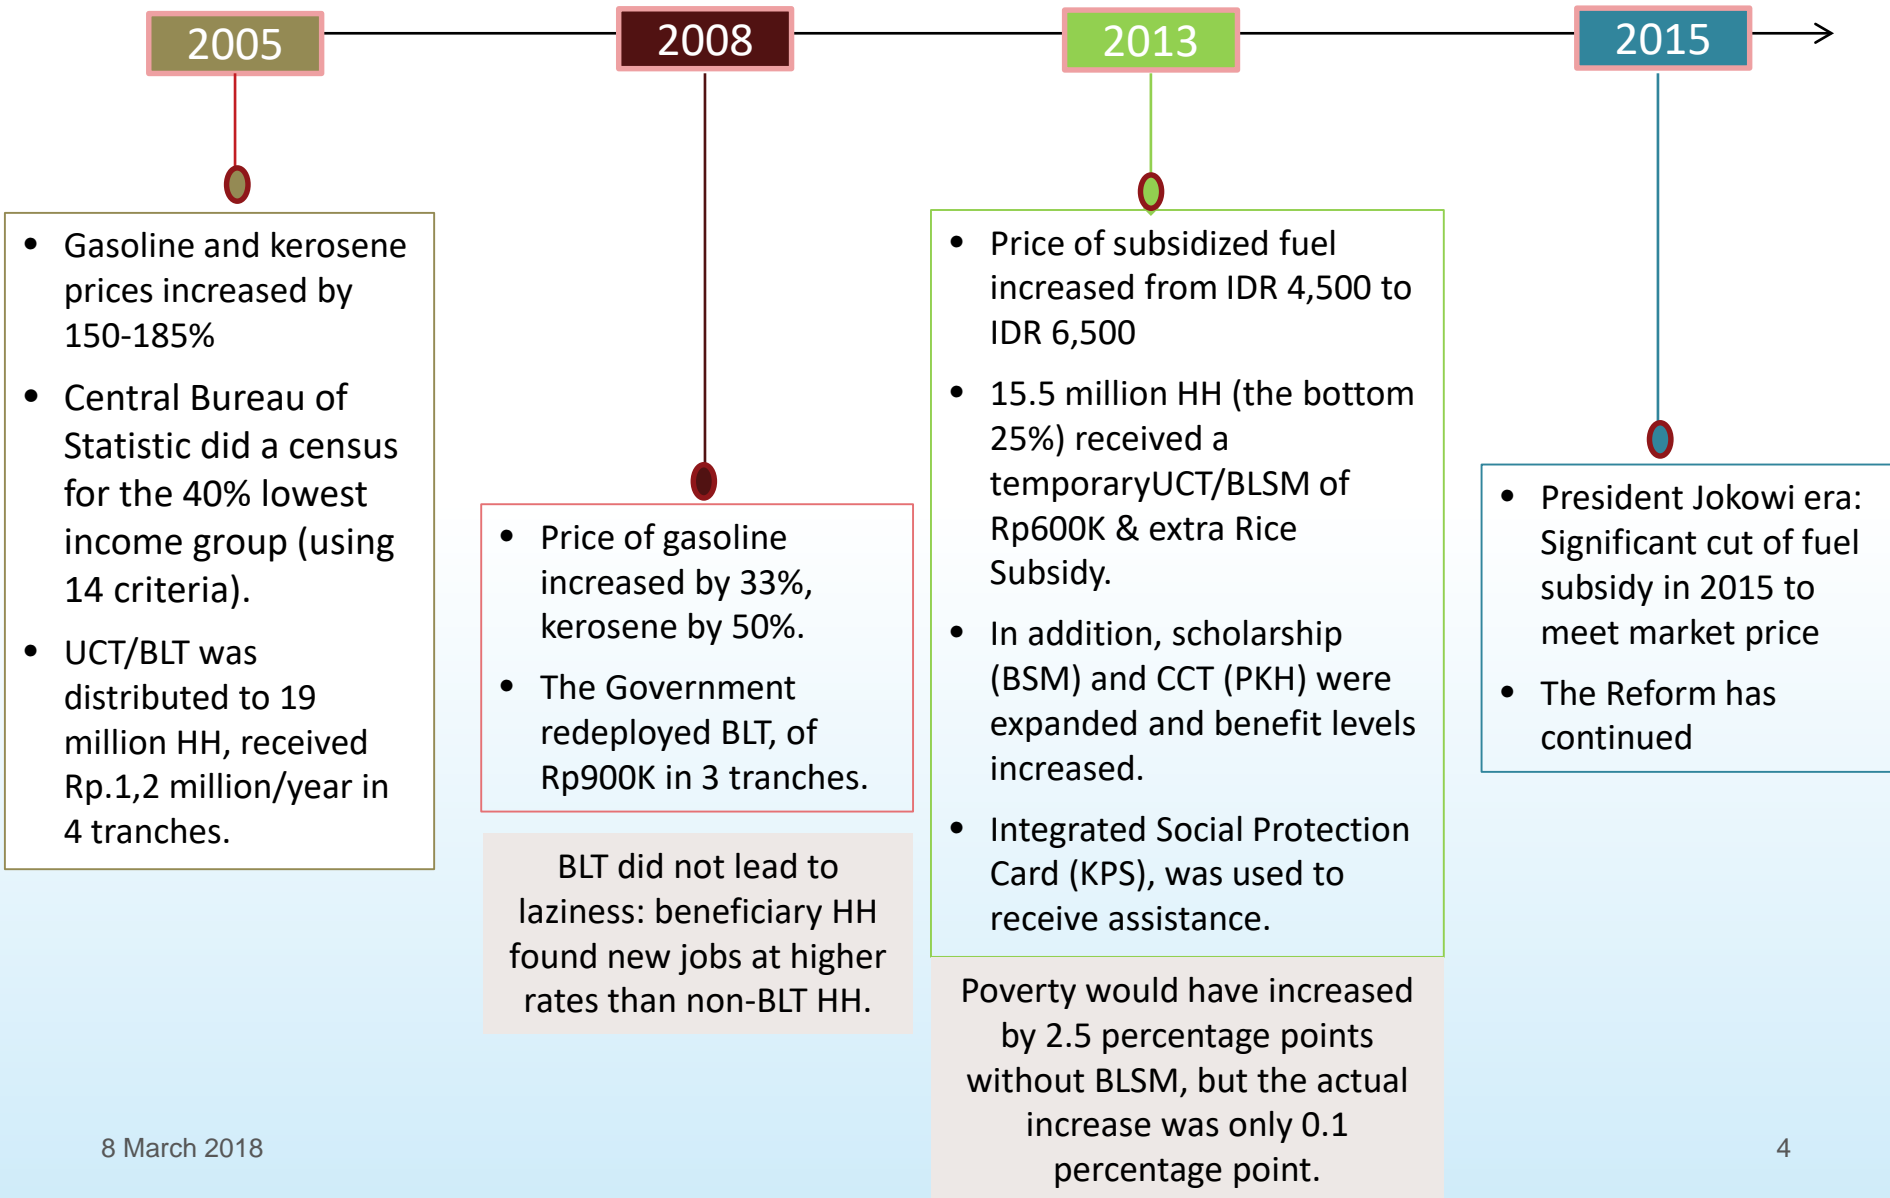 2005
2008
2013
2015
• Gasoline and kerosene
prices increased by
150-185%
• Central Bureau of
Statistic did a census
for the 40% lowest
income group (using
14 criteria).
• UCT/BLT was
distributed to 19
million HH, received
Rp.1,2 million/year in
4 tranches.
• Price of gasoline
increased by 33%,
kerosene by 50%.
• The Government
redeployed BLT, of
Rp900K in 3 tranches.
BLT did not lead to
laziness: beneficiary HH
found new jobs at higher
rates than non-BLT HH.
• Price of subsidized fuel
increased from IDR 4,500 to
IDR 6,500
• 15.5 million HH (the bottom
25%) received a
temporaryUCT/BLSM of
Rp600K & extra Rice
Subsidy.
• In addition, scholarship
(BSM) and CCT (PKH) were
expanded and benefit levels
increased.
• Integrated Social Protection
Card (KPS), was used to
receive assistance.
Poverty would have increased
by 2.5 percentage points
without BLSM, but the actual
increase was only 0.1
percentage point.
• President Jokowi era:
Significant cut of fuel
subsidy in 2015 to
meet market price
• The Reform has
continued
8 March 2018
4